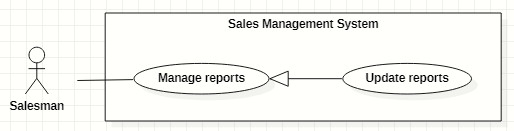 Sales Management System
Manage reports
Update reports
Salesman